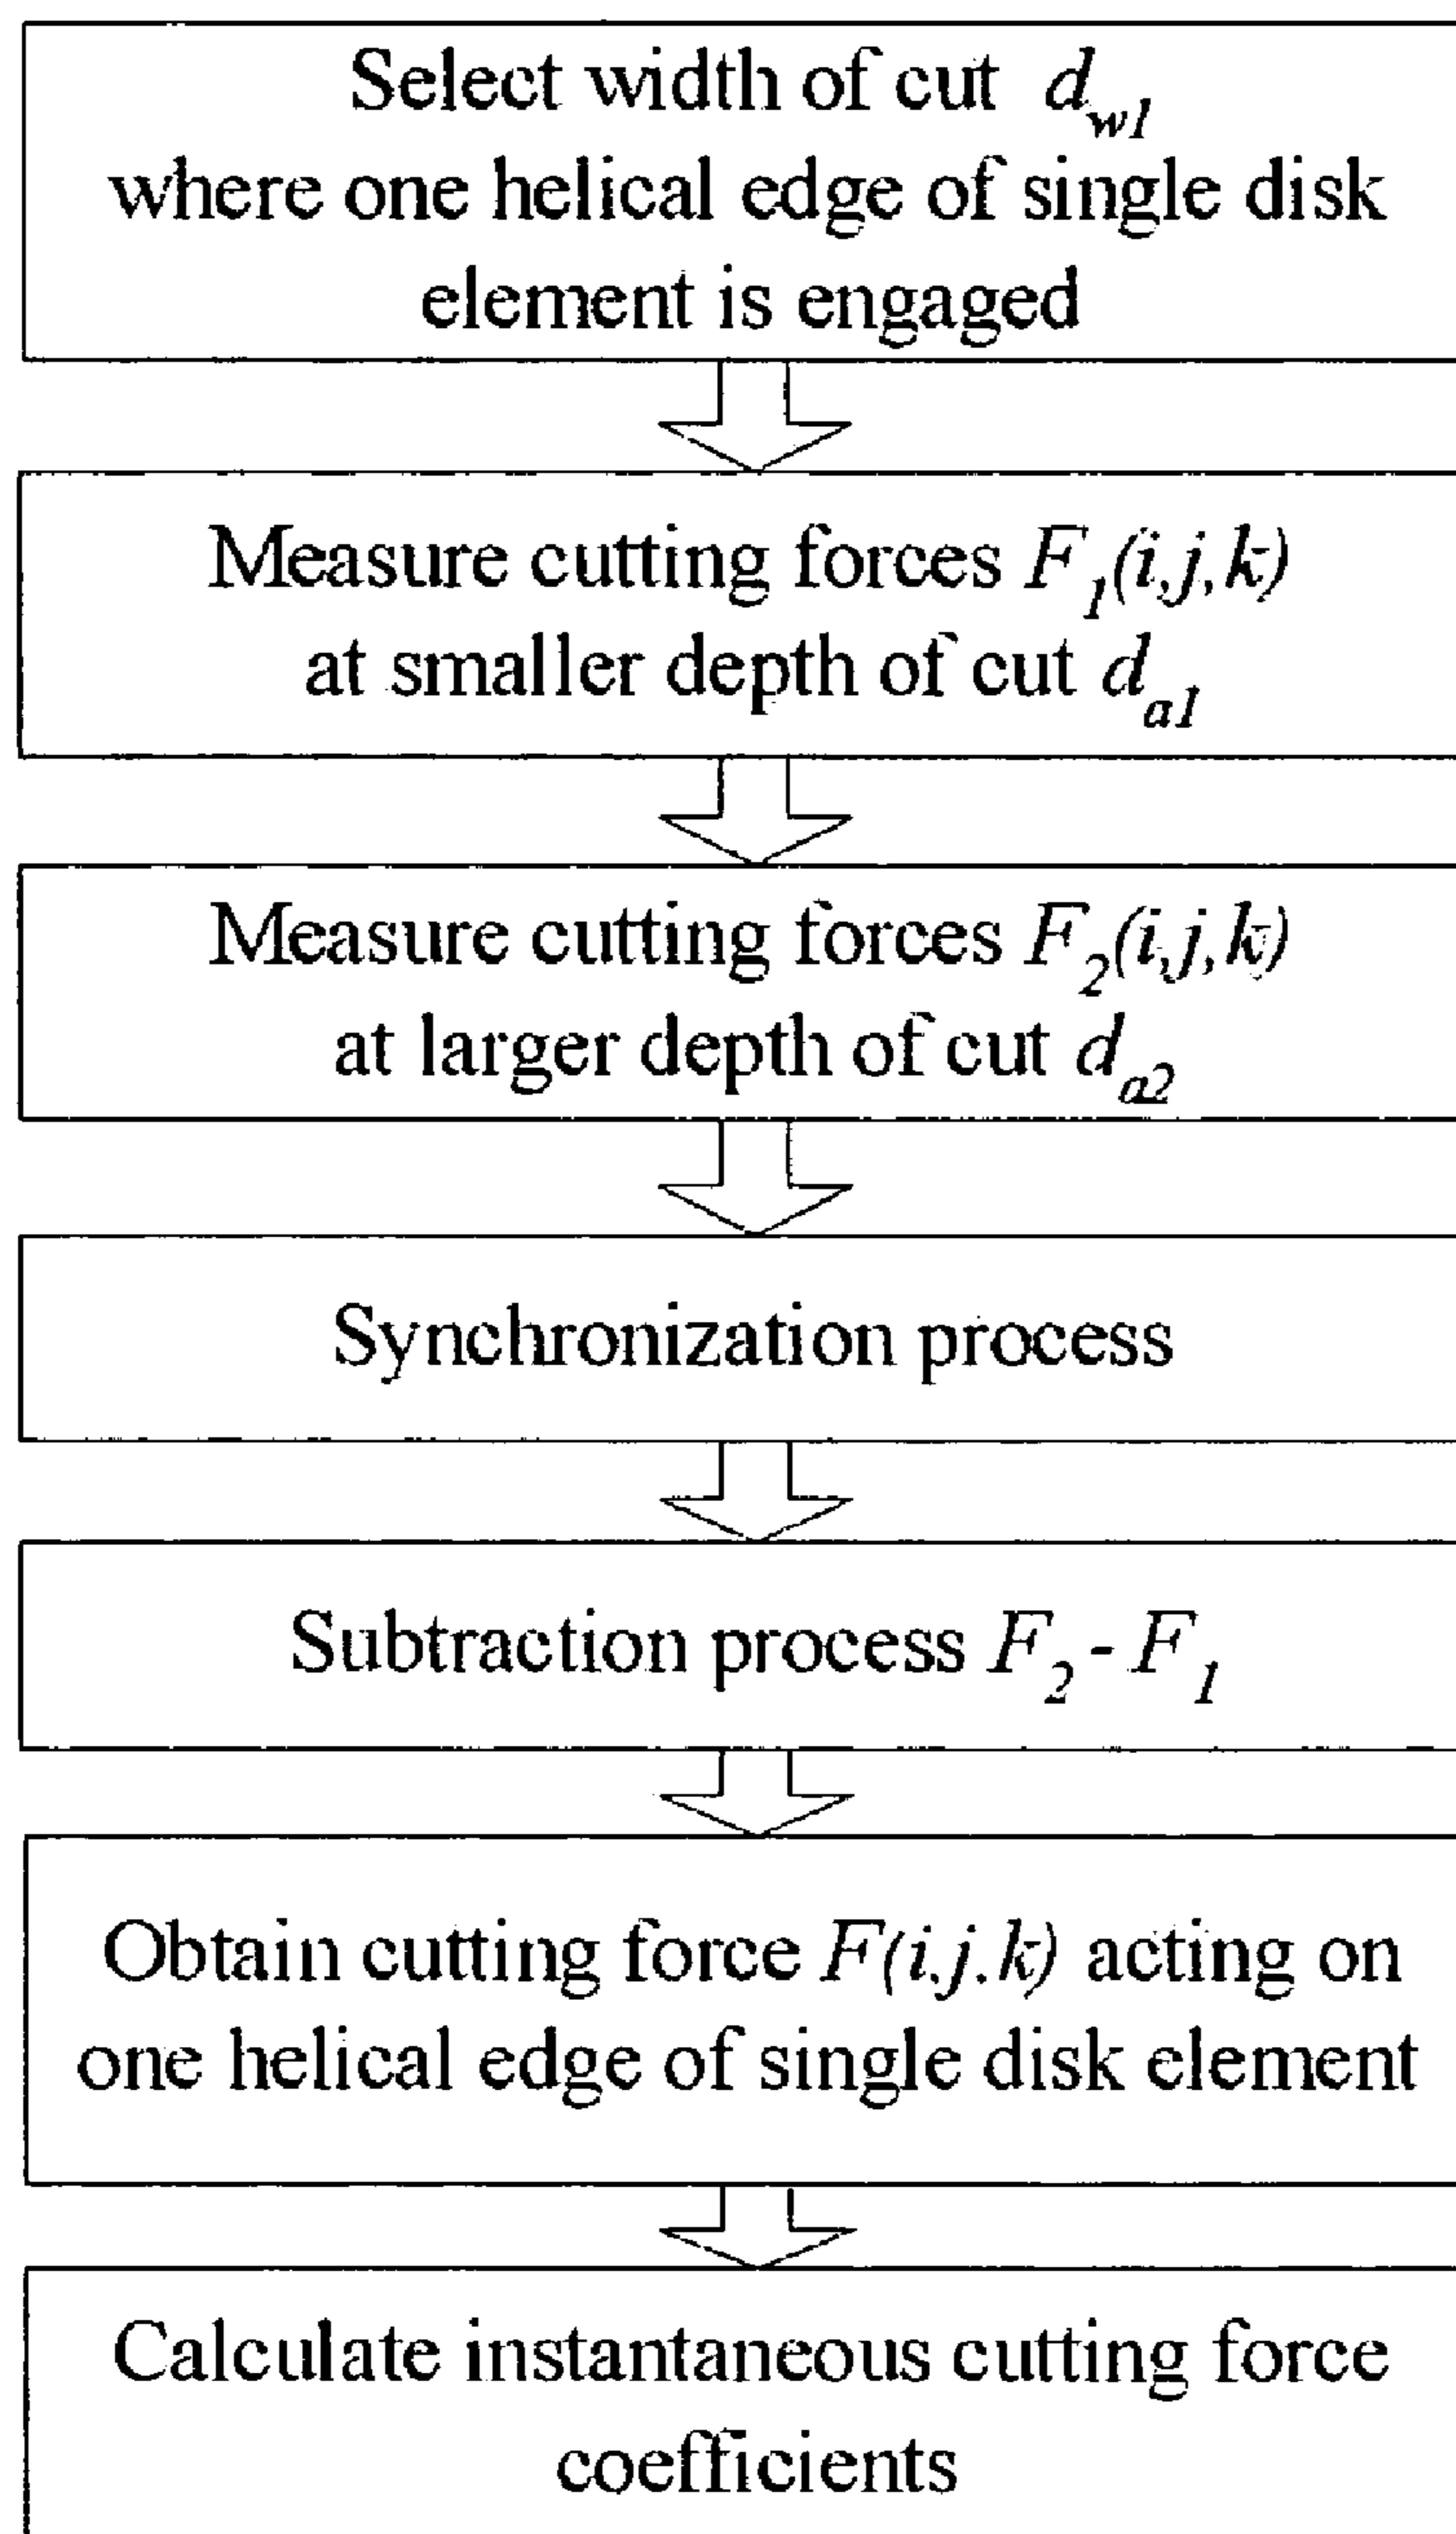 Select width of cut d_w1
where one helical edge of single disk
element is engaged
Measure cutting forces F_1(i,j,k)
at smaller depth of cut d_a1
Measure cutting forces F_2(i,j,k)
at larger depth of cut d_a2
Synchronization process
Subtraction process F_2 - F_1
Obtain cutting force F(i,j,k) acting on
one helical edge of single disk element
Calculate instantaneous cutting force
coefficients